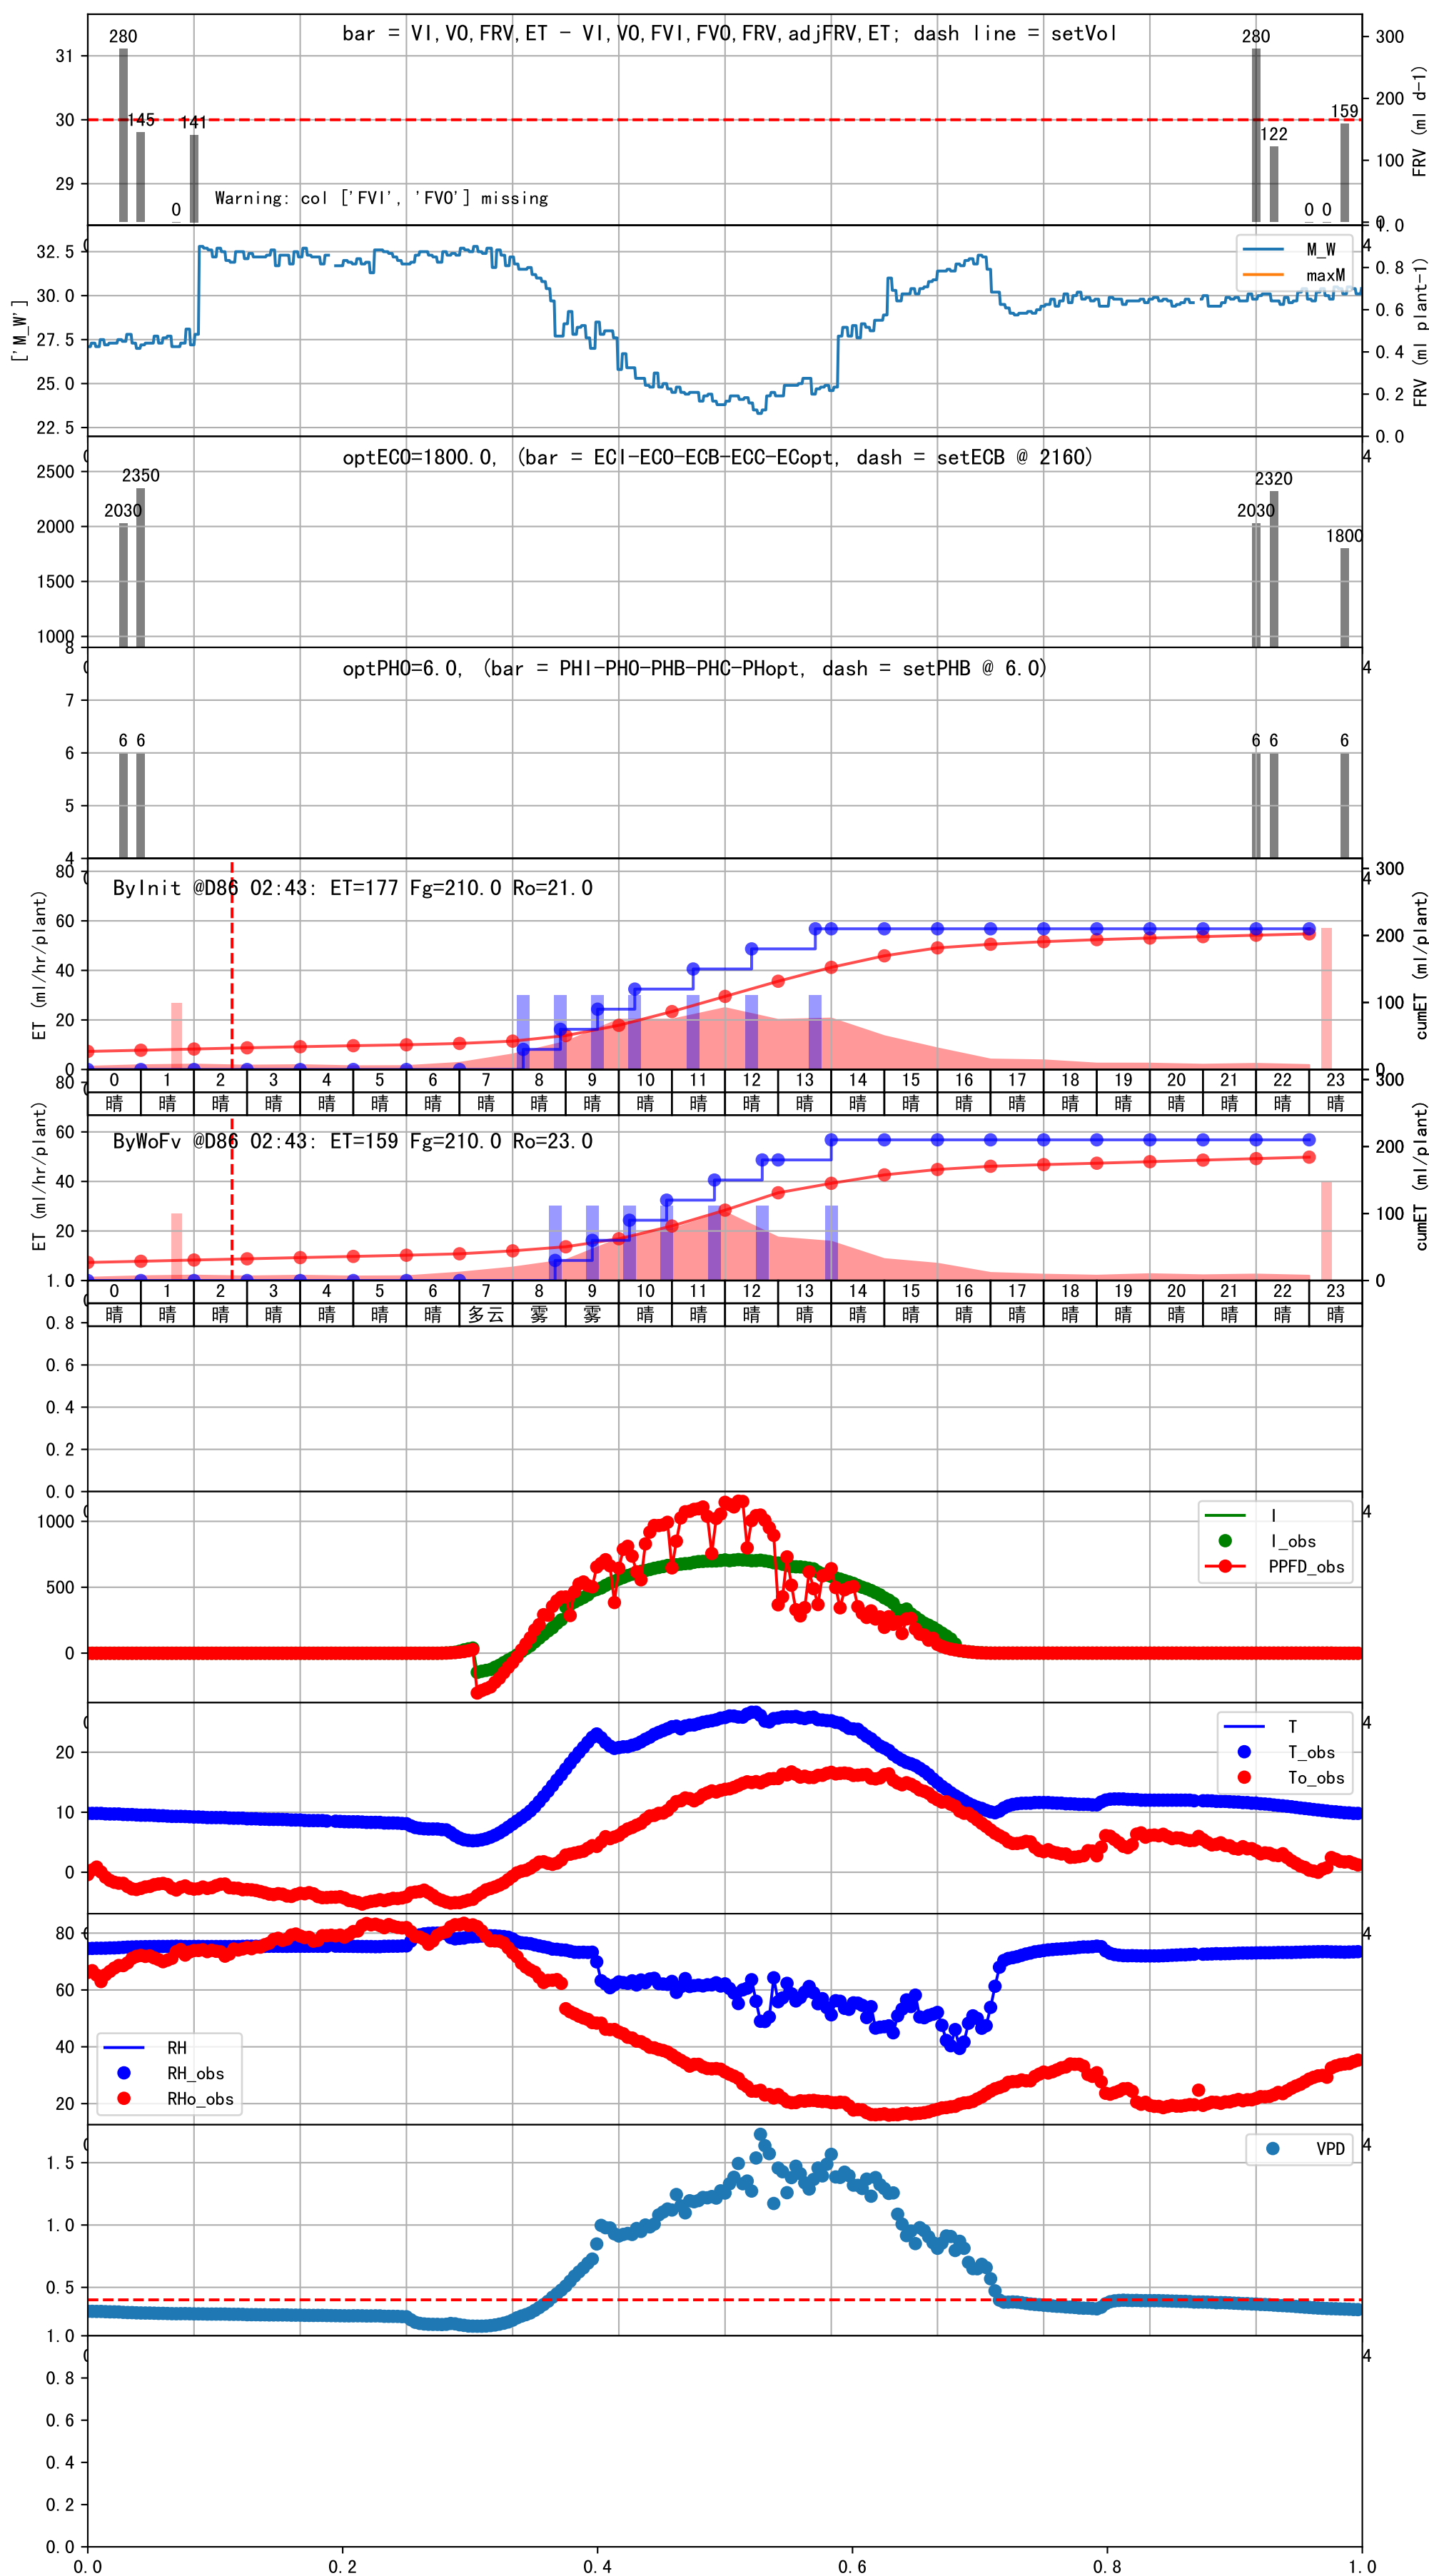 bar = VI,VO,FRV,ET - VI,VO,FVI,FVO,FRV,adjFRV,ET; dash line = setVol
280
145
0
141
280
122
0 0
159
31
30
29
300
200
100
0
FRV (ml d-1)
Warning: col ['FVI', 'FVO'] missing
32.5
30.0
27.5
25.0
22.5
['M_W']
M_W
maxM
1.0
0.8
0.6
0.4
0.2
0.0
FRV (ml plant-1)
optECO=1800.0, (bar = ECI-ECO-ECB-ECC-ECopt, dash = setECB @ 2160)
2500
2000
1500
1000
2030
2350
2030
2320
1800
optPHO=6.0, (bar = PHI-PHO-PHB-PHC-PHopt, dash = setPHB @ 6.0)
8
7
6
5
4
6 6
6 6
6
ByInit @D86 02:43: ET=177 Fg=210.0 Ro=21.0
80
60
40
20
0
ET (ml/hr/plant)
300
200
100
0
cumET (ml/plant)
0 1 2 3 4 5 6 7 8 9 10 11 12 13 14 15 16 17 18 19 20 21 22 23
晴 晴 晴 晴 晴 晴 晴 晴 晴 晴 晴 晴 晴 晴 晴 晴 晴 晴 晴 晴 晴 晴 晴 晴
ByWoFv @D86 02:43: ET=159 Fg=210.0 Ro=23.0
80
60
40
20
ET (ml/hr/plant)
300
200
100
0
cumET (ml/plant)
0 1 2 3 4 5 6 7 8 9 10 11 12 13 14 15 16 17 18 19 20 21 22 23
晴 晴 晴 晴 晴 晴 晴 多云 雾 雾 晴 晴 晴 晴 晴 晴 晴 晴 晴 晴 晴 晴 晴 晴
1.0
0.8
0.6
0.4
0.2
0.0
1000
500
0
I
I_obs
PPFD_obs
20
10
0
T
T_obs
To_obs
80
60
40
20
RH
RH_obs
RHo_obs
1.5
1.0
0.5
VPD
1.0
0.8
0.6
0.4
0.2
0.0
0.0 0.2 0.4 0.6 0.8 1.0